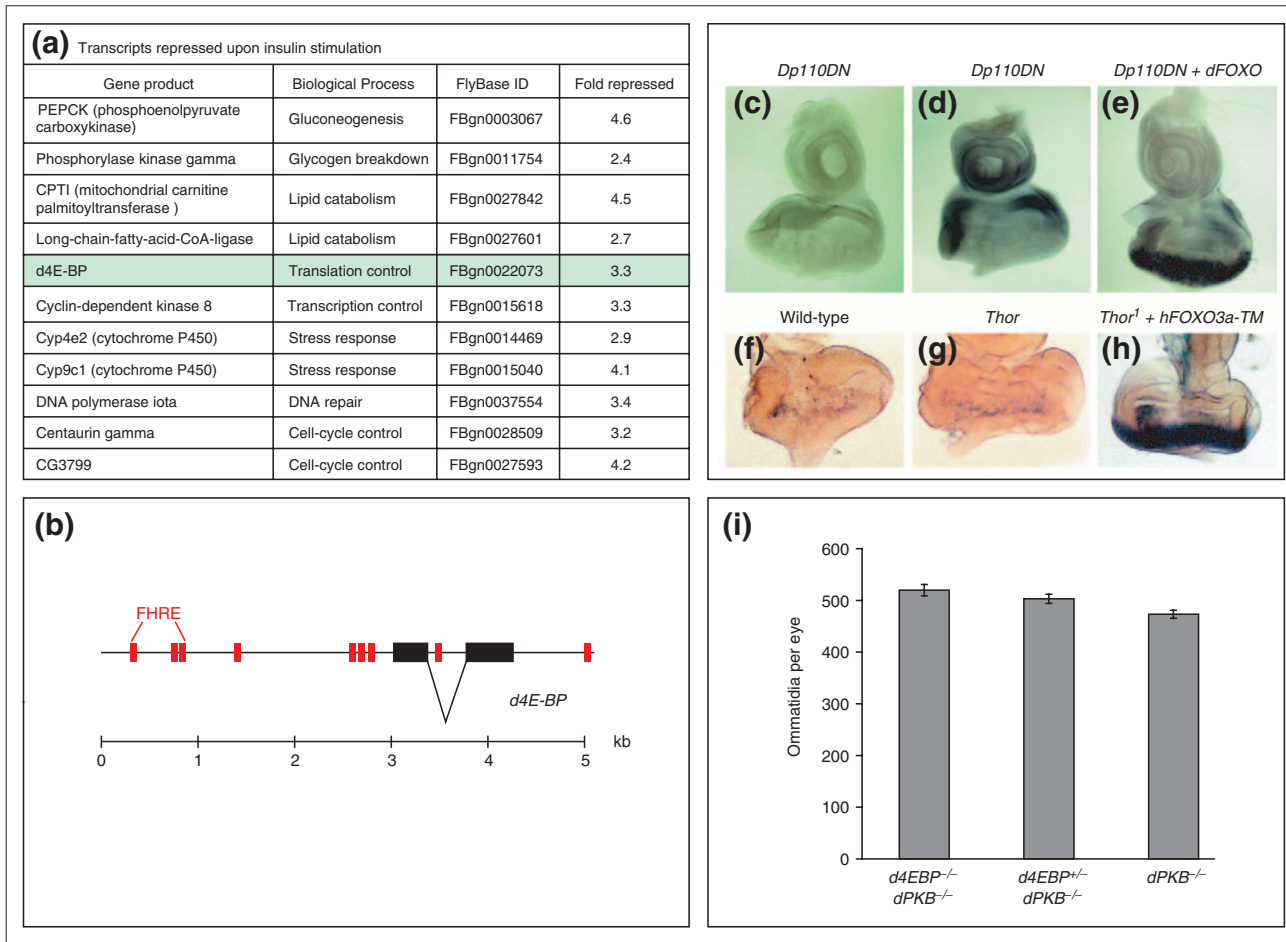 (a) Transcripts repressed upon insulin stimulation
Gene product Biological Process FlyBase ID Fold repressed
PEPCK (phosphoenolpyruvate
carboxykinase) Gluconeogenesis FBgn0003067 4.6
Phosphorylase kinase gamma Glycogen breakdown FBgn0011754 2.4
CPTI (mitochondrial carnitine
palmitoyltransferase ) Lipid catabolism FBgn0027842 4.5
Long-chain-fatty-acid-CoA-ligase Lipid catabolism FBgn0027601 2.7
d4E-BP Translation control FBgn0022073 3.3
Cyclin-dependent kinase 8 Transcription control FBgn0015618 3.3
Cyp4e2 (cytochrome P450) Stress response FBgn0014469 2.9
Cyp9c1 (cytochrome P450) Stress response FBgn0015040 4.1
DNA polymerase iota DNA repair FBgn0037554 3.4
Centaurin gamma Cell-cycle control FBgn0028509 3.2
CG3799 Cell-cycle control FBgn0027593 4.2
Dp110DN Dp110DN Dp110DN + dFOXO
(c) (d) (e)
Wild-type Thor Thor1 + hFOXO3a-TM
(f) (g) (h)
(b)
FHRE
d4E-BP
kb
0 1 2 3 4 5
(i)
Ommatidia per eye
600
500
400
300
200
100
0
d4EBP–/– d4EBP+/– dPKB–/–
dPKB–/– dPKB–/–